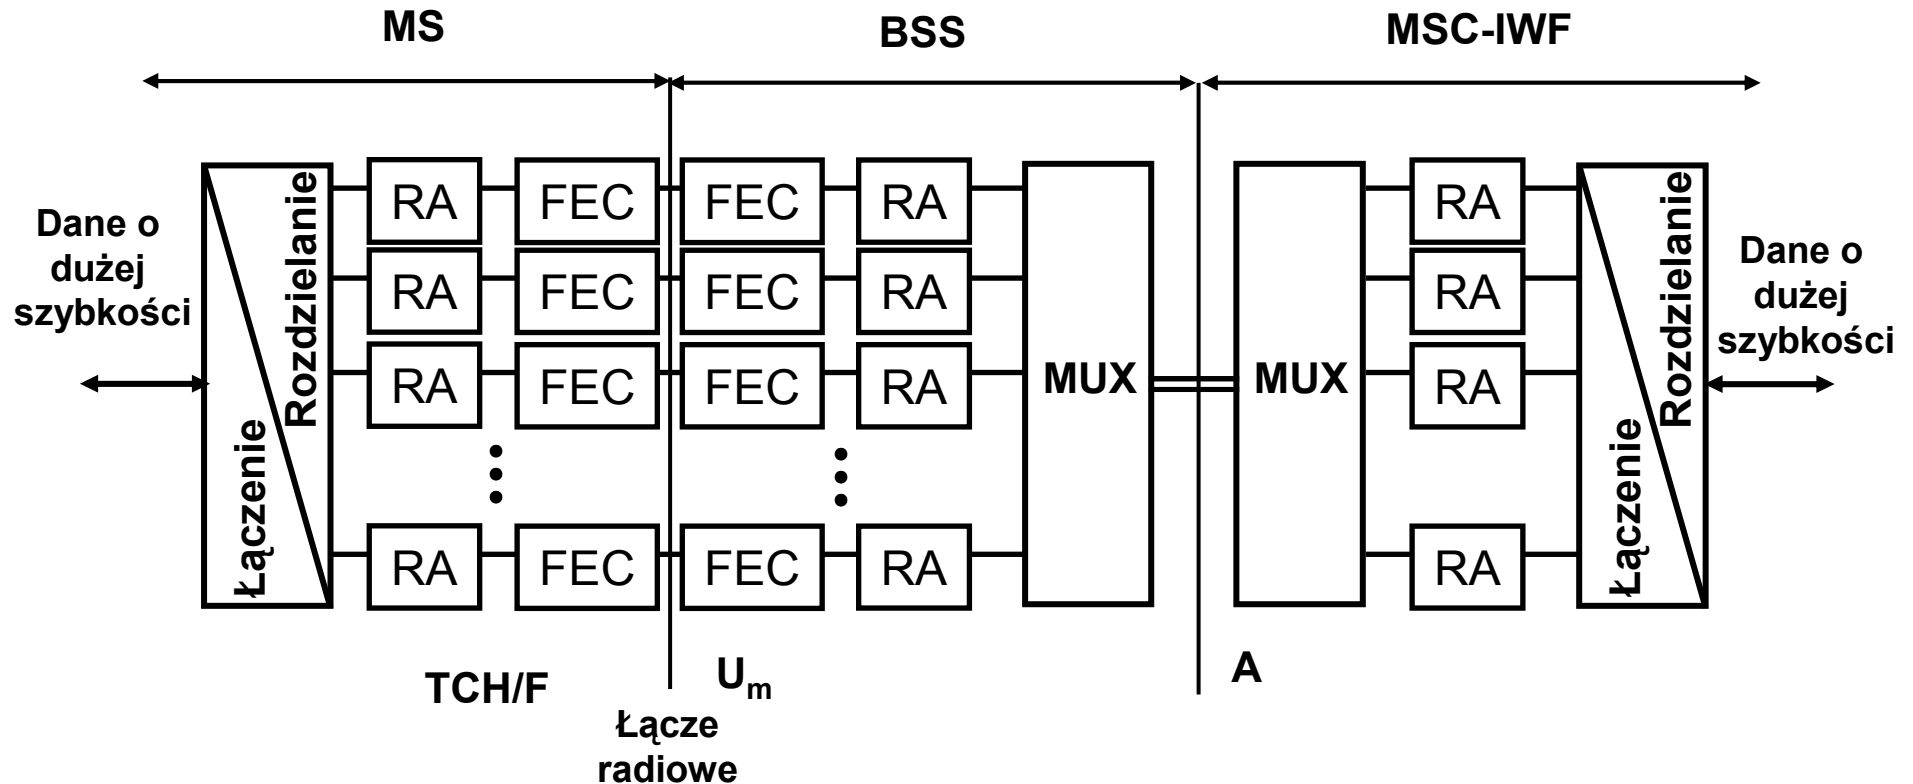 MS
BSS
MSC-IWF
Dane o
dużej
szybkości
Łączenie
Rozdzielanie
RA
FEC
FEC
RA
RA
FEC
FEC
RA
RA
FEC
FEC
RA
RA
FEC
FEC
RA
MUX
MUX
RA
RA
RA
RA
Łączenie
Rozdzielanie
Dane o
dużej
szybkości
TCH/F
Um
A
Łącze
radiowe